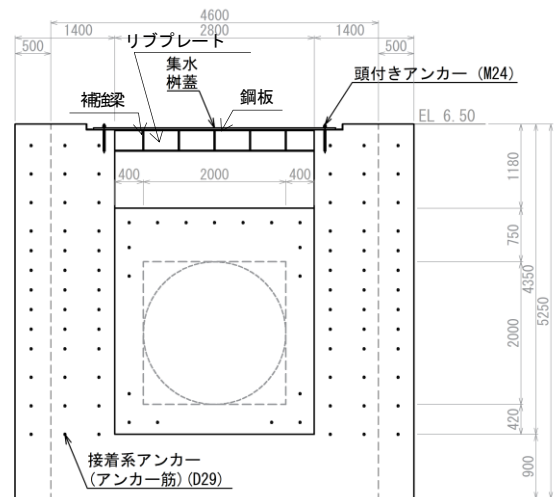 4600
1400
2800
1400
500
500
リブプレート
集水
桝蓋
頭付きアンカー (M24)
補強梁
鋼板
EL 6.50
400
2000
400
1180
750
4350
5250
2000
420
900
接着系アンカー
(アンカー筋)(D29)